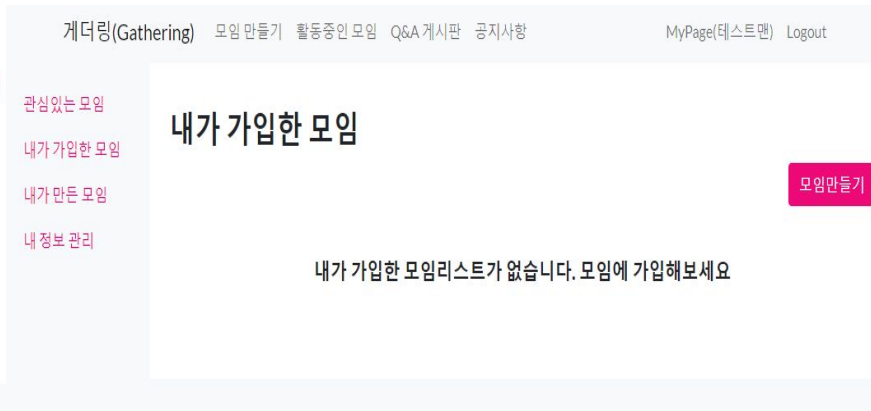 게더링(Gathering) 모임 만들기 활동중인 모임 Q&A 게시판 공지사항 MyPage(테스트맨) Logout
관심있는 모임
내가 가입한 모임
내가 만든 모임
내 정보 관리
내가 가입한 모임
모임만들기
내가 가입한 모임리스트가 없습니다. 모임에 가입해보세요